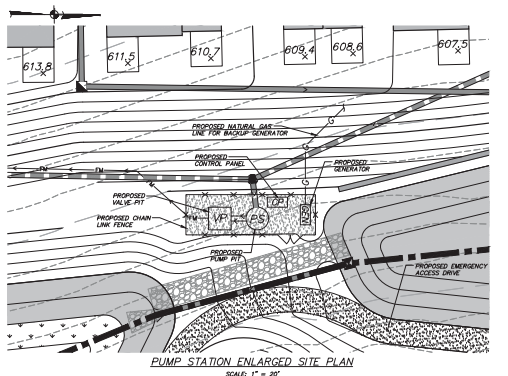 613.8
611.5
610.7
609.4
608.6
607.5
PROPOSED NATURAL GAS
LINE FOR BACKUP GENERATOR
G
G
G
PROPOSED
CONTROL PANEL
PROPOSED
GENERATOR
FM
FM
PROPOSED
VALVE-PIT
PROPOSED CHAIN
LINK FENCE
FM
VP
PS
CP
GEN
PROPOSED
PUMP PIT
PROPOSED EMERGENCY
ACCESS DRIVE
PUMP STATION ENLARGED SITE PLAN
SCALE: 1" = 20'